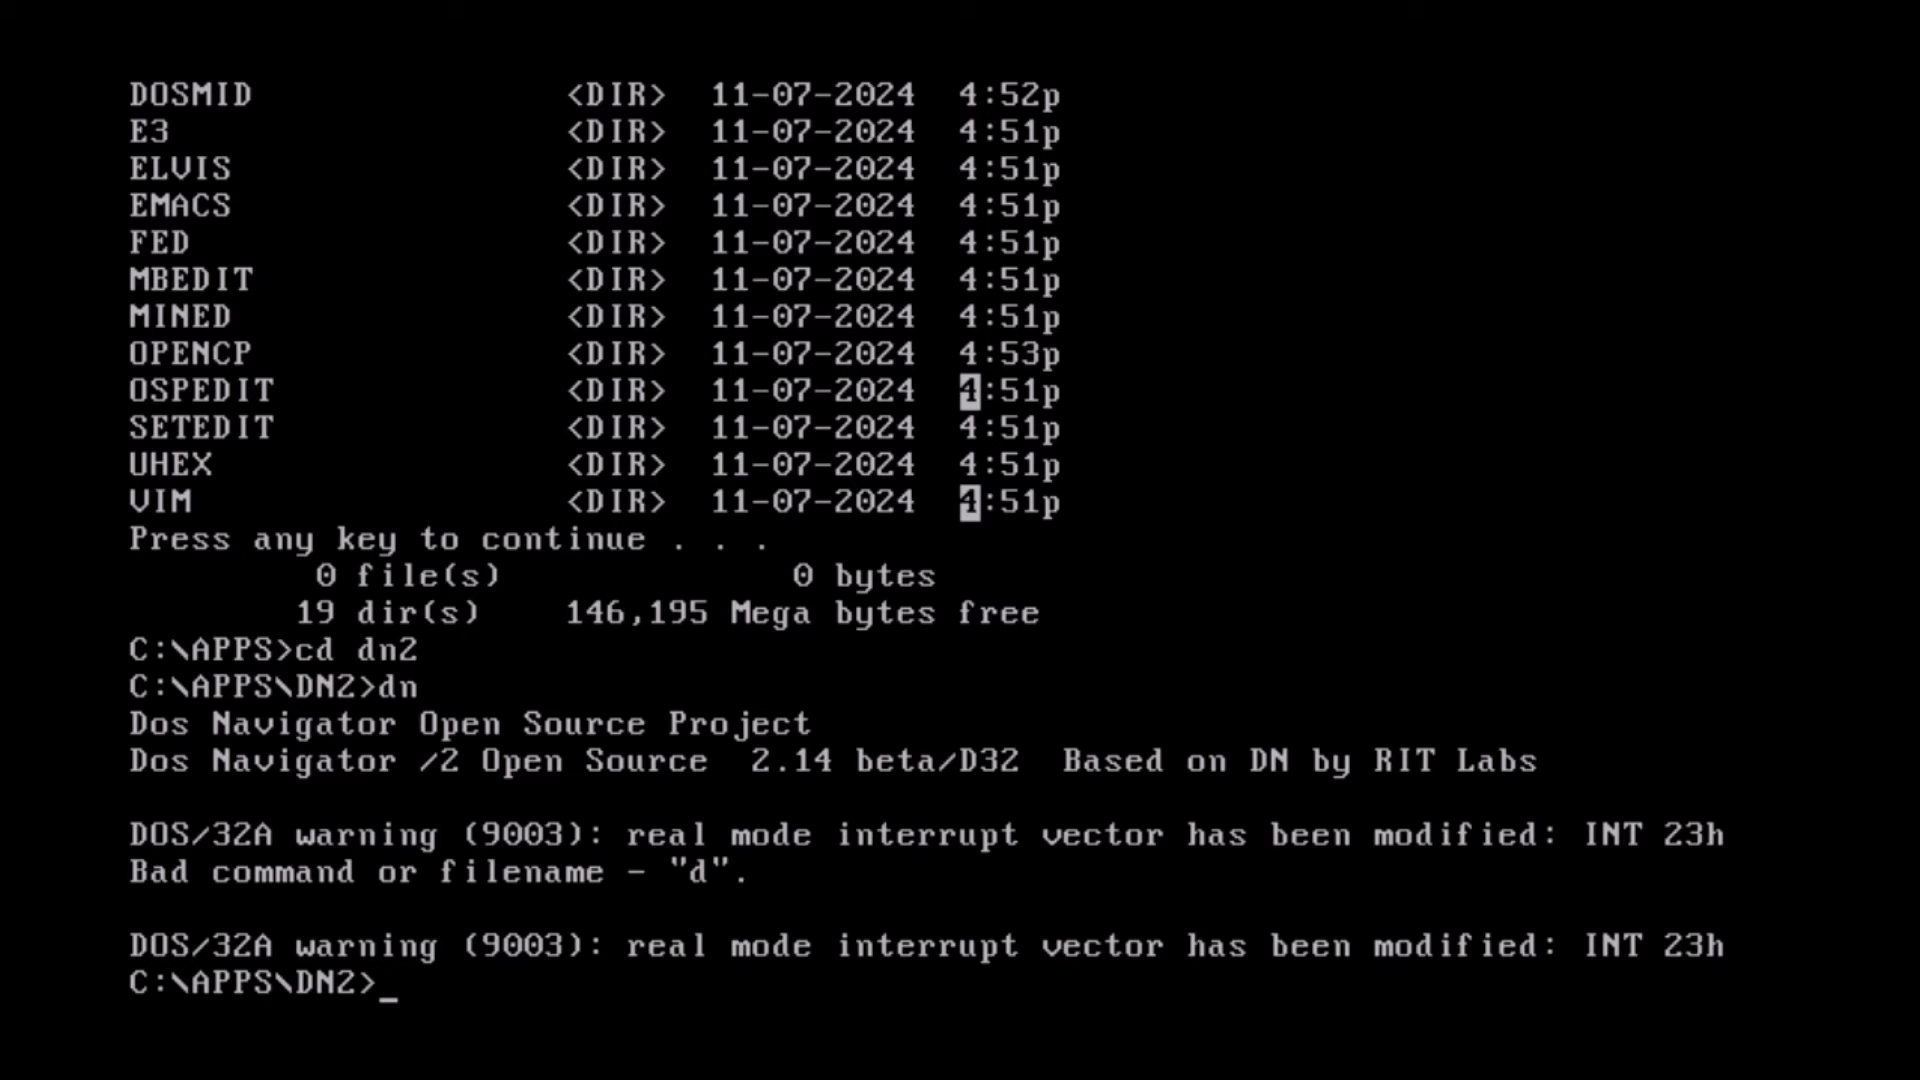 DOSMID <DIR> 11-07-2024 4:52p
E3 <DIR> 11-07-2024 4:51p
ELVIS <DIR> 11-07-2024 4:51p
EMACS <DIR> 11-07-2024 4:51p
FED <DIR> 11-07-2024 4:51p
MBEDIT <DIR> 11-07-2024 4:51p
MINED <DIR> 11-07-2024 4:51p
OPENCP <DIR> 11-07-2024 4:53p
OSPEDIT <DIR> 11-07-2024 4:51p
SETEDIT <DIR> 11-07-2024 4:51p
UHEX <DIR> 11-07-2024 4:51p
VIM <DIR> 11-07-2024 4:51p
Press any key to continue . . .
0 file(s) 0 bytes
19 dir(s) 146,195 Mega bytes free
C:\APPS>cd dn2
C:\APPS\DN2>dn
Dos Navigator Open Source Project
Dos Navigator /2 Open Source 2.14 beta/D32 Based on DN by RIT Labs
DOS/32A warning (9003): real mode interrupt vector has been modified: INT 23h
Bad command or filename - "d".
DOS/32A warning (9003): real mode interrupt vector has been modified: INT 23h
C:\APPS\DN2>_